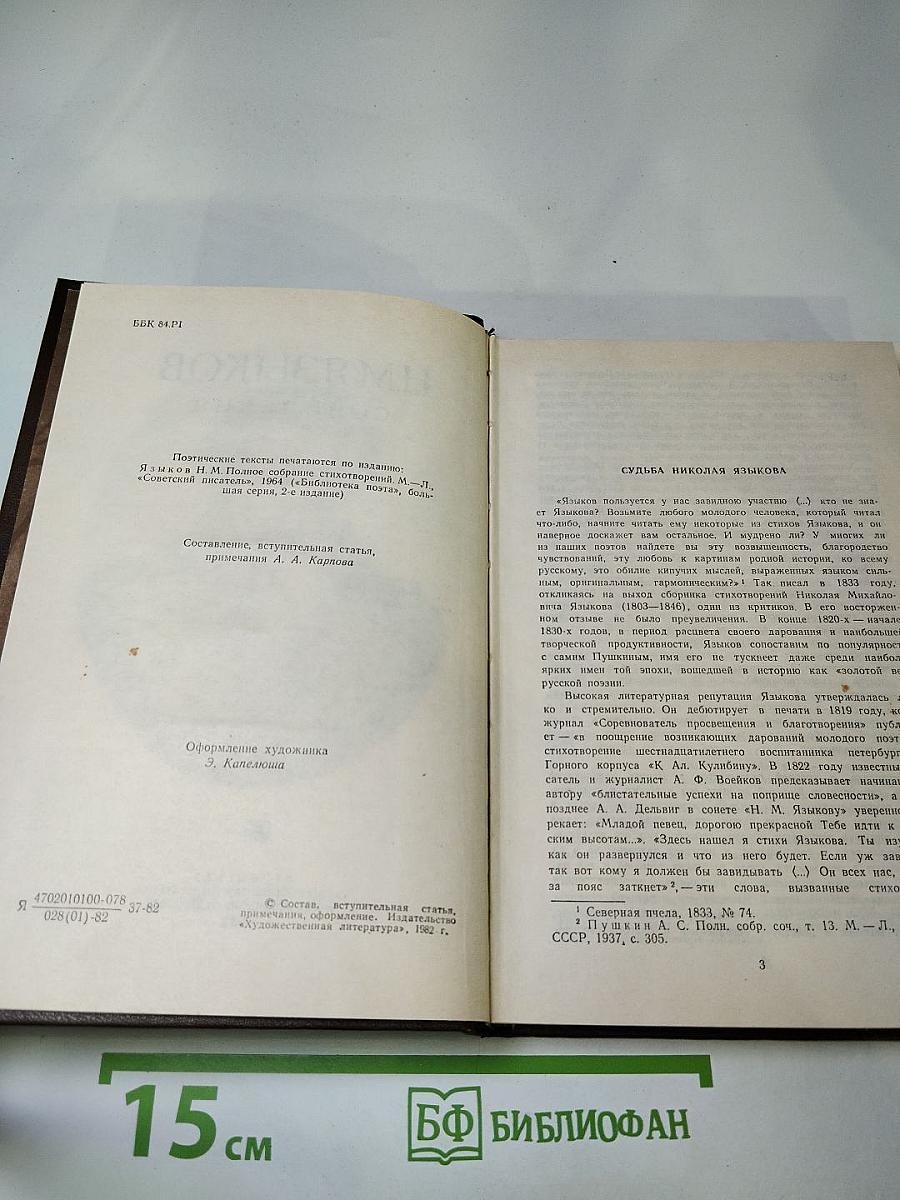 ББК 84.Р1
Поэтические тексты печатаются по изданию:
Языков Н. М. Полное собрание стихотворений. М.—Л.,
«Советский писатель», 1964 («Библиотека поэта», боль-
шая серия, 2-е издание)
Составление, вступительная статья,
примечания А. А. Карпова
Оформление художника
Э. Капелюша
Я 4702010100-078 37-82
028(01)-82
© Состав, вступительная статья,
примечания, оформление. Издательство
«Художественная литература», 1982 г.
СУДЬБА НИКОЛАЯ ЯЗЫКОВА
«Языков пользуется у нас завидною участию ⟨...⟩ кто не зна-
ет Языкова? Возьмите любого молодого человека, который читал
что-либо, начните читать ему некоторые из стихов Языкова, и он
наверное доскажет вам остальное. И мудрено ли? У многих ли
из наших поэтов найдете вы эту возвышенность, благородство
чувствований, эту любовь к картинам родной истории, ко всему
русскому, это обилие кипучих мыслей, выраженных языком силь-
ным, оригинальным, гармоническим?»¹ Так писал в 1833 году,
откликаясь на выход сборника стихотворений Николая Михайло-
вича Языкова (1803—1846), один из критиков. В его восторжен-
ном отзыве не было преувеличения. В конце 1820-х — начале
1830-х годов, в период расцвета своего дарования и наибольшей
творческой продуктивности, Языков сопоставим по популярност
с самим Пушкиным, имя его не тускнеет даже среди наибол
ярких имен той эпохи, вошедшей в историю как «золотой ве
русской поэзии.
Высокая литературная репутация Языкова утверждалась л
ко и стремительно. Он дебютирует в печати в 1819 году, ко
журнал «Соревнователь просвещения и благотворения» публ
ет — «в поощрение возникающих дарований молодого поэт
стихотворение шестнадцатилетнего воспитанника петербург
Горного корпуса «К Ал. Кулибину». В 1822 году известны
сатель и журналист А. Ф. Воейков предсказывает начинаю
автору «блистательные успехи на поприще словесности», а
позднее А. А. Дельвиг в сонете «Н. М. Языкову» уверенно
рекает: «Младой певец, дорогою прекрасной Тебе идти к
ским высотам...». «Здесь нашел я стихи Языкова. Ты изу
как он развернулся и что из него будет. Если уж зав
так вот кому я должен бы завидывать ⟨...⟩ Он всех нас,
за пояс заткнет»², — эти слова, вызванные стихо
¹ Северная пчела, 1833, № 74.
² Пушкин А. С. Полн. собр. соч., т. 13. М. — Л.,
СССР, 1937, с. 305.
3
15 см
БФ БИБЛИОФАН